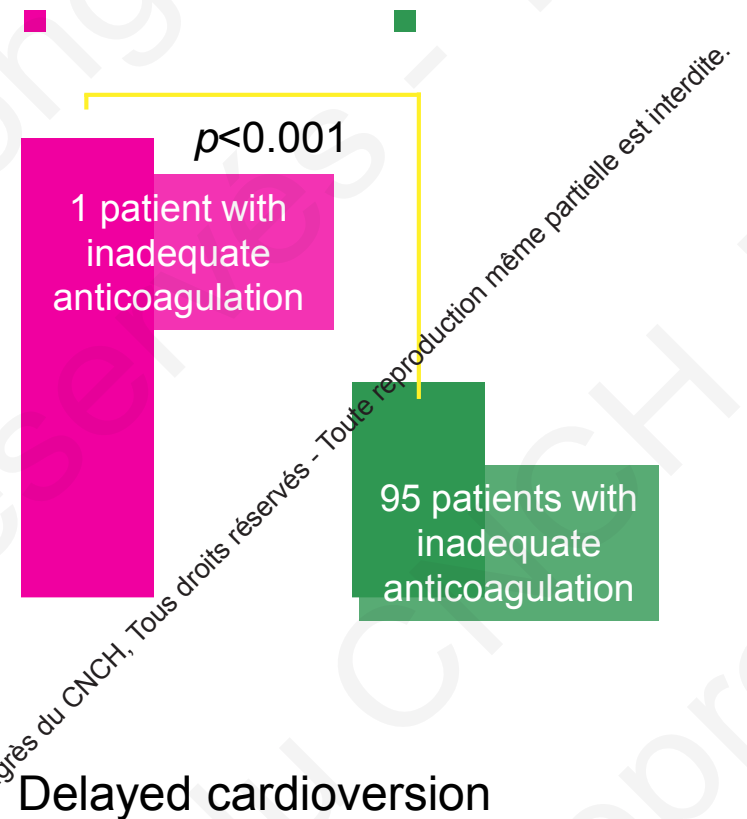 p<0.001
1 patient with
inadequate
anticoagulation
95 patients with
inadequate
anticoagulation
grès du CNCH, Tous droits réservés - Toute reproduction même partielle est interdite.
Delayed cardioversion